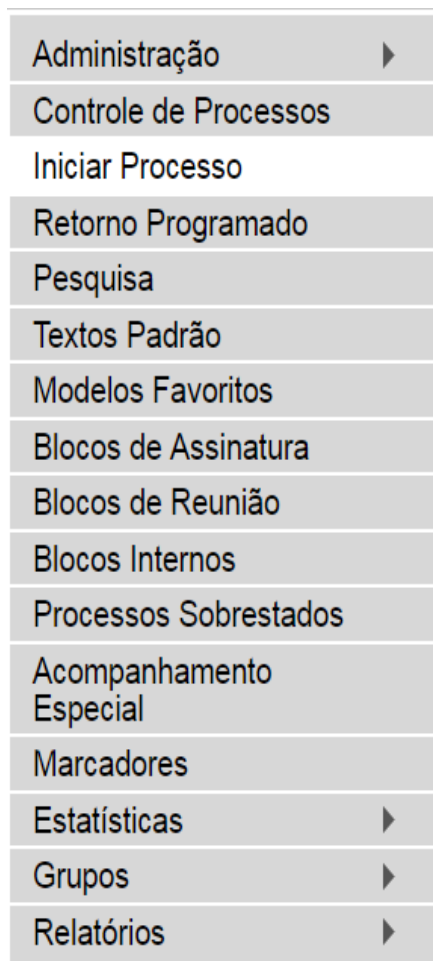 Administração
Controle de Processos
Iniciar Processo
Retorno Programado
Pesquisa
Textos Padrão
Modelos Favoritos
Blocos de Assinatura
Blocos de Reunião
Blocos Internos
Processos Sobrestados
Acompanhamento
Especial
Marcadores
Estatísticas
Grupos
Relatórios